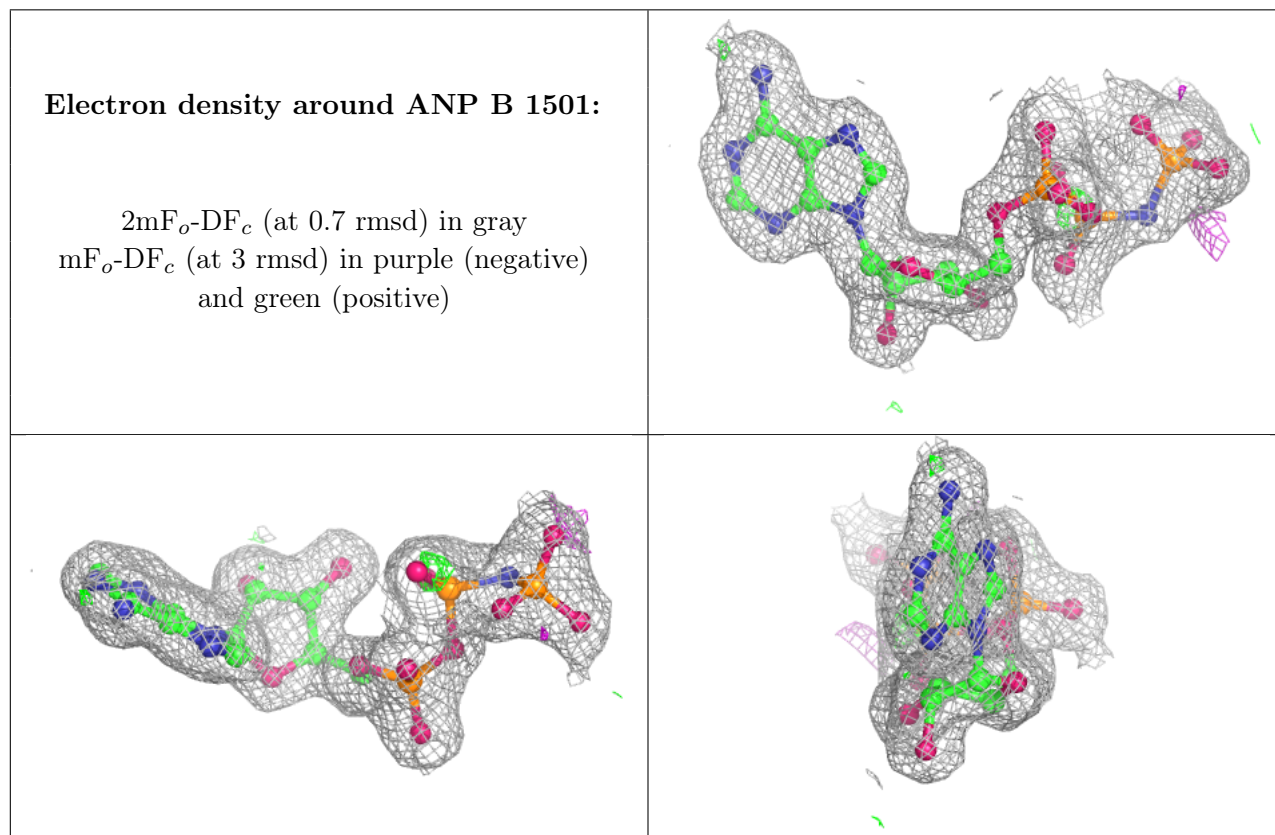 Electron density around ANP B 1501:
2mFo-DFc (at 0.7 rmsd) in gray
mFo-DFc (at 3 rmsd) in purple (negative)
and green (positive)